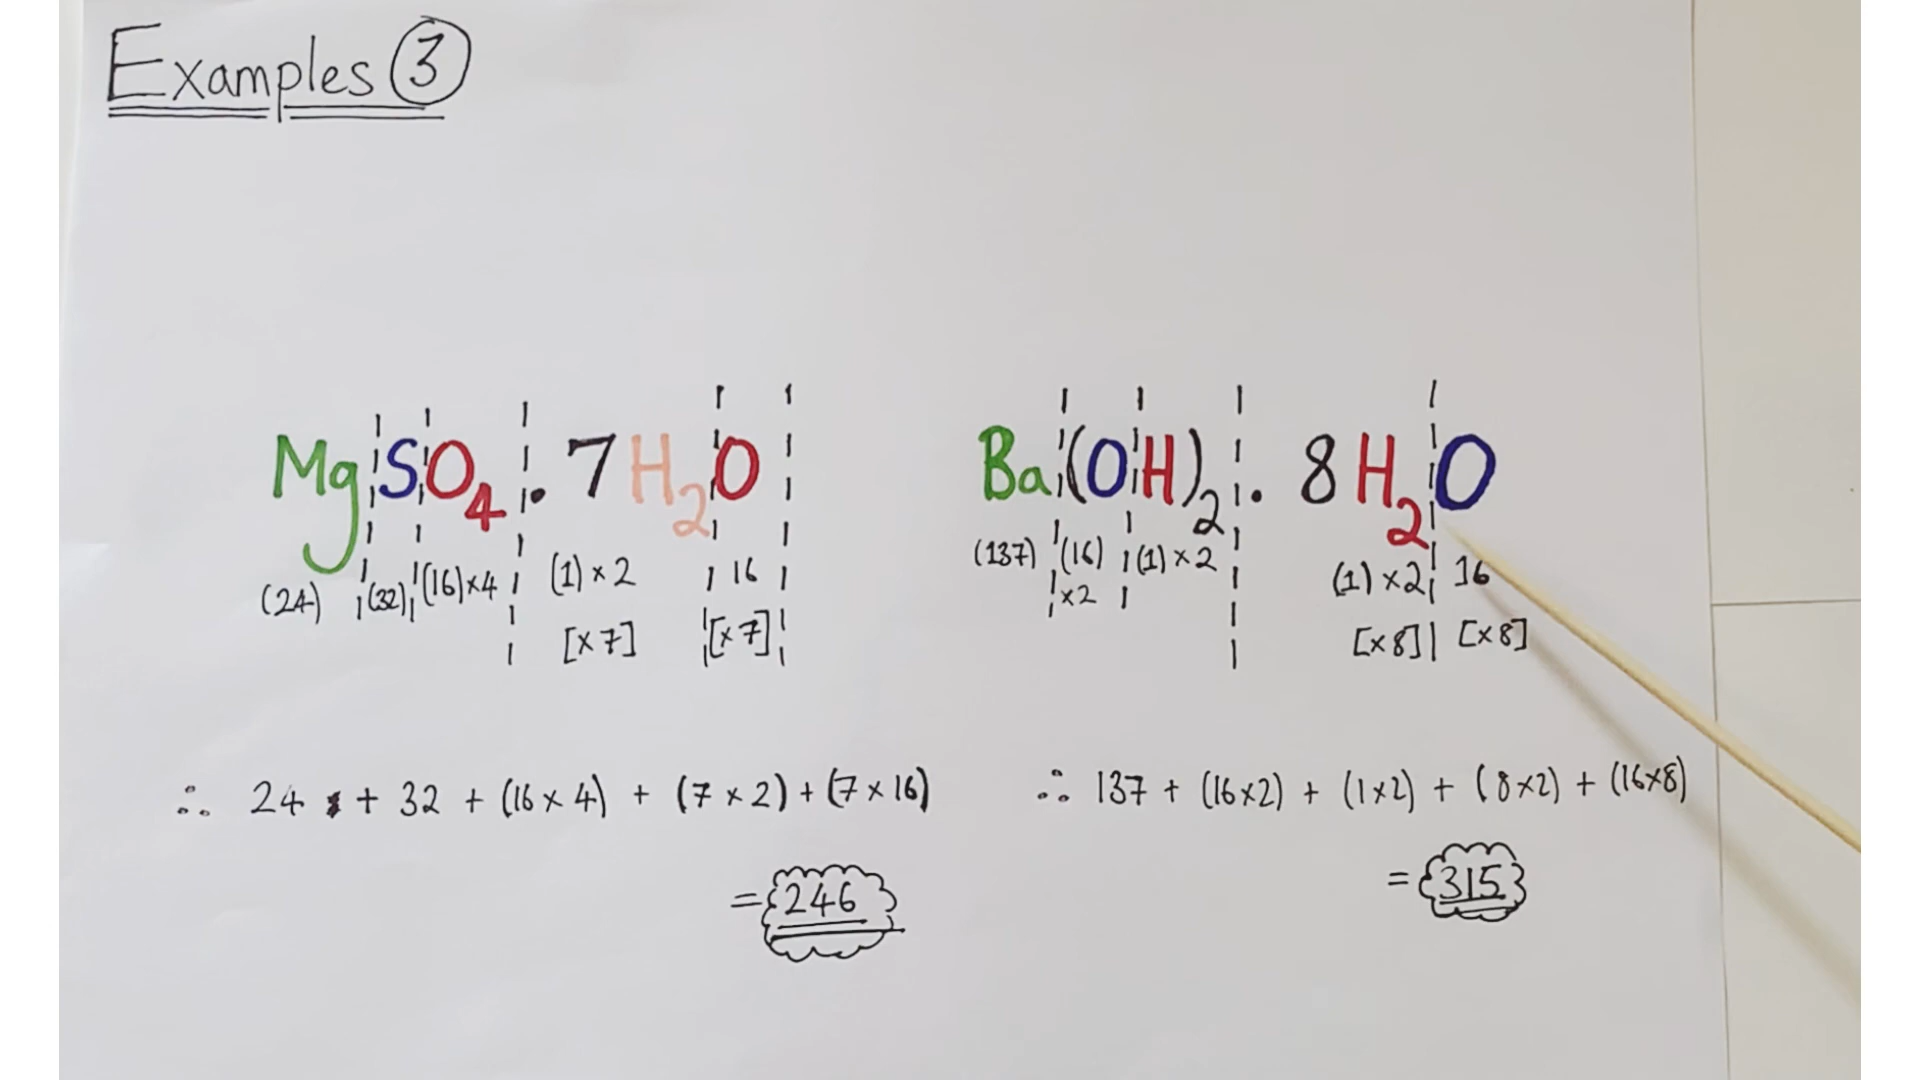 Examples ③
MgSO₄ . 7H₂O
(24) (32) (16)×4 (1)×2 16
[×7] [×7]
∴ 24 + 32 + (16 × 4) + (7 × 2) + (7 × 16)
= 246
Ba(OH)₂ . 8H₂O
(137) (16) (1)×2 (1)×2 16
×2 [×8] [×8]
∴ 137 + (16×2) + (1×2) + (8×2) + (16×8)
= 315